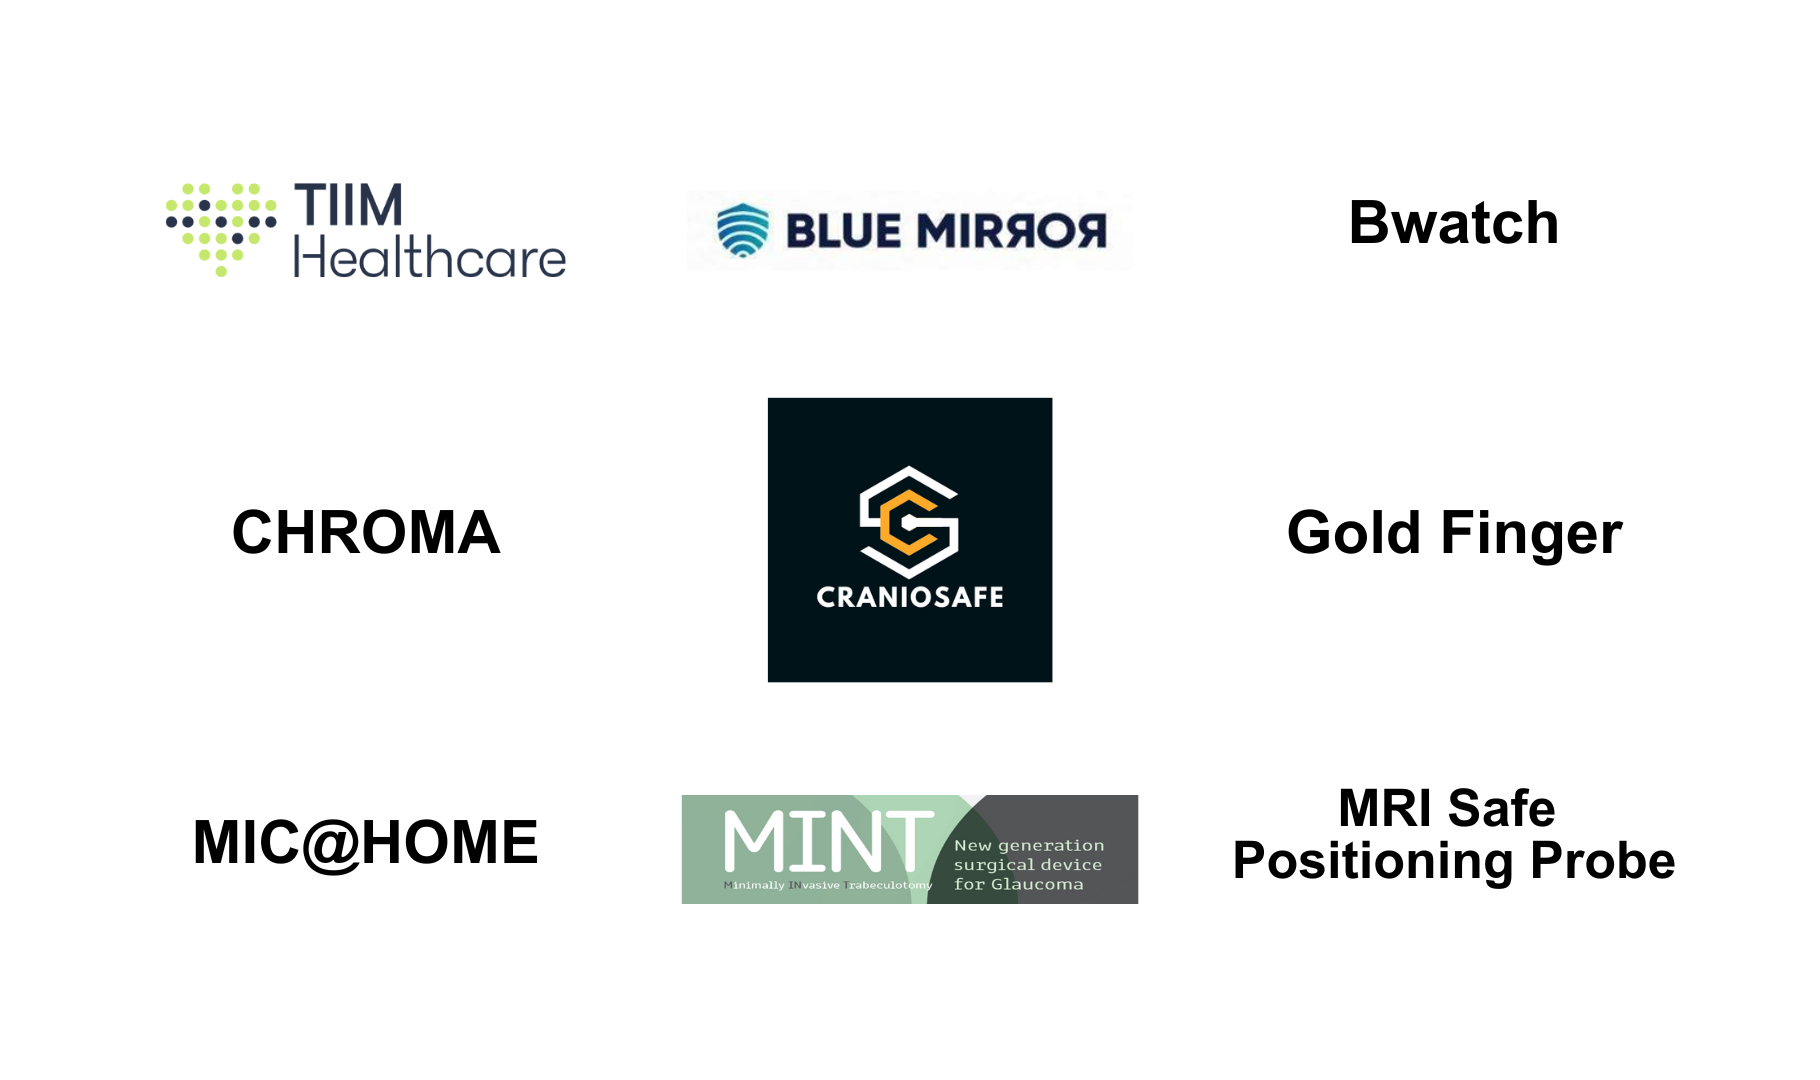 TIIM
Healthcare
BLUE MIRROR
Bwatch
CHROMA
CRANIOSAFE
Gold Finger
MIC@HOME
MINT
Minimally INvasive Trabeculotomy
New generation
surgical device
for Glaucoma
MRI Safe
Positioning Probe